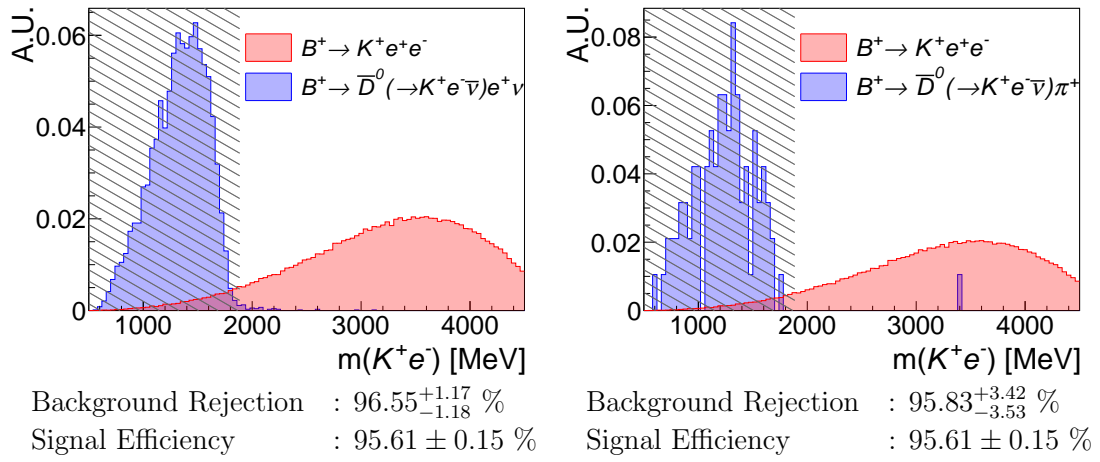 A.U.
0.06
0.04
0.02
0
1000 2000 3000 4000
m(K⁺e⁻) [MeV]
B⁺→ K⁺e⁺e⁻
B⁺→ D̅⁰(→K⁺e⁻ν̅)e⁺ν
Background Rejection : 96.55 +1.17 −1.18 %
Signal Efficiency : 95.61 ± 0.15 %
A.U.
0.08
0.06
0.04
0.02
0
1000 2000 3000 4000
m(K⁺e⁻) [MeV]
B⁺→ K⁺e⁺e⁻
B⁺→ D̅⁰(→K⁺e⁻ν̅)π⁺
Background Rejection : 95.83 +3.42 −3.53 %
Signal Efficiency : 95.61 ± 0.15 %